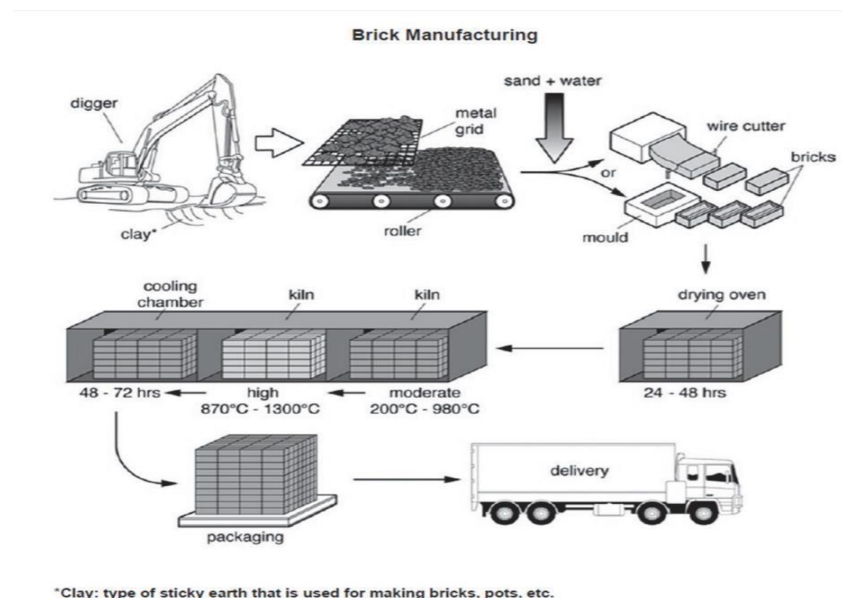 Brick Manufacturing
digger
clay*
metal
grid
roller
sand + water
or
wire cutter
bricks
mould
drying oven
24 - 48 hrs
kiln
moderate
200°C - 980°C
kiln
high
870°C - 1300°C
cooling
chamber
48 - 72 hrs
packaging
delivery
*Clay: type of sticky earth that is used for making bricks, pots, etc.